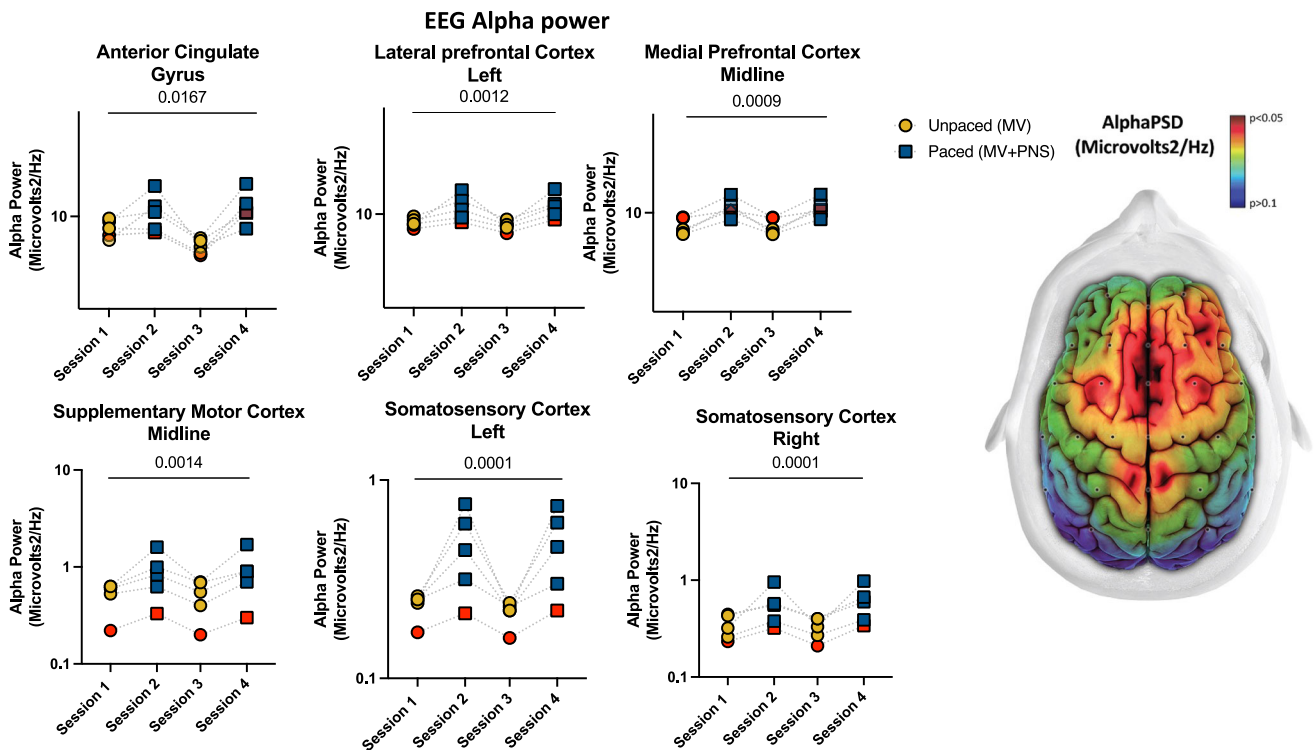 EEG Alpha power
Anterior Cingulate
Gyrus
0.0167
Alpha Power
(Microvolts2/Hz)
10
Session 1
Session 2
Session 3
Session 4
Lateral prefrontal Cortex
Left
0.0012
Alpha Power
(Microvolts2/Hz)
10
Session 1
Session 2
Session 3
Session 4
Medial Prefrontal Cortex
Midline
0.0009
Alpha Power
(Microvolts2/Hz)
10
Session 1
Session 2
Session 3
Session 4
Unpaced (MV)
Paced (MV+PNS)
AlphaPSD
(Microvolts2/Hz)
p<0.05
p>0.1
Supplementary Motor Cortex
Midline
0.0014
Alpha Power
(Microvolts2/Hz)
10
1
0.1
Session 1
Session 2
Session 3
Session 4
Somatosensory Cortex
Left
0.0001
Alpha Power
(Microvolts2/Hz)
1
0.1
Session 1
Session 2
Session 3
Session 4
Somatosensory Cortex
Right
0.0001
Alpha Power
(Microvolts2/Hz)
10
1
0.1
Session 1
Session 2
Session 3
Session 4